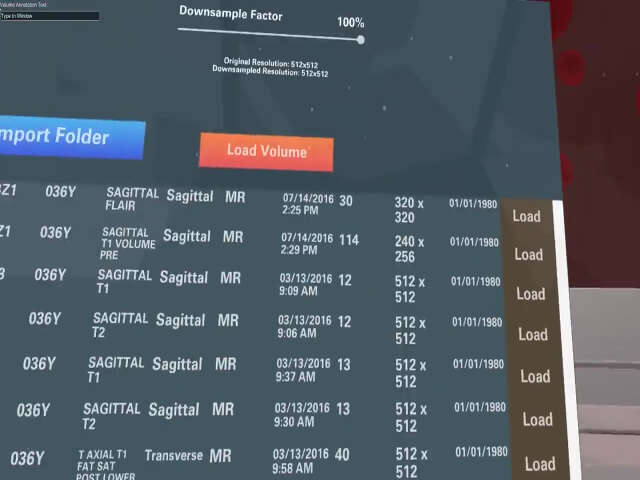 Volume Annotation Tool
Type In Window
Downsample Factor 100%
Original Resolution: 512x512
Downsampled Resolution: 512x512
mport Folder
Load Volume
Z1 036Y SAGITTAL FLAIR Sagittal MR 07/14/2016 2:25 PM 30 320 x 320 01/01/1980 Load
Z1 036Y SAGITTAL T1 VOLUME PRE Sagittal MR 07/14/2016 2:29 PM 114 240 x 256 01/01/1980 Load
036Y SAGITTAL T1 Sagittal MR 03/13/2016 9:09 AM 12 512 x 512 01/01/1980 Load
036Y SAGITTAL T2 Sagittal MR 03/13/2016 9:06 AM 12 512 x 512 01/01/1980 Load
036Y SAGITTAL T1 Sagittal MR 03/13/2016 9:37 AM 13 512 x 512 01/01/1980 Load
036Y SAGITTAL T2 Sagittal MR 03/13/2016 9:30 AM 13 512 x 512 01/01/1980 Load
036Y T AXIAL T1 FAT SAT POST LOWER Transverse MR 03/13/2016 9:58 AM 40 512 x 512 01/01/1980 Load